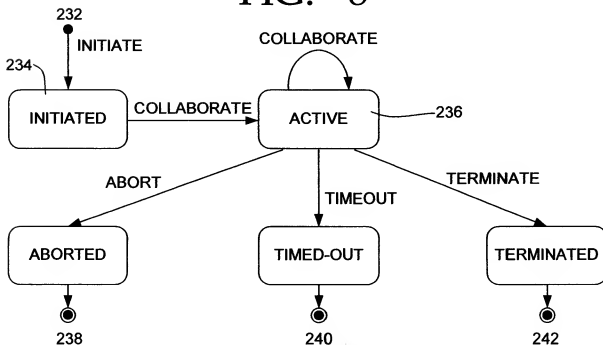 232
INITIATE
COLLABORATE
234
INITIATED
COLLABORATE
ACTIVE
236
ABORT
TIMEOUT
TERMINATE
ABORTED
TIMED-OUT
TERMINATED
238
240
242